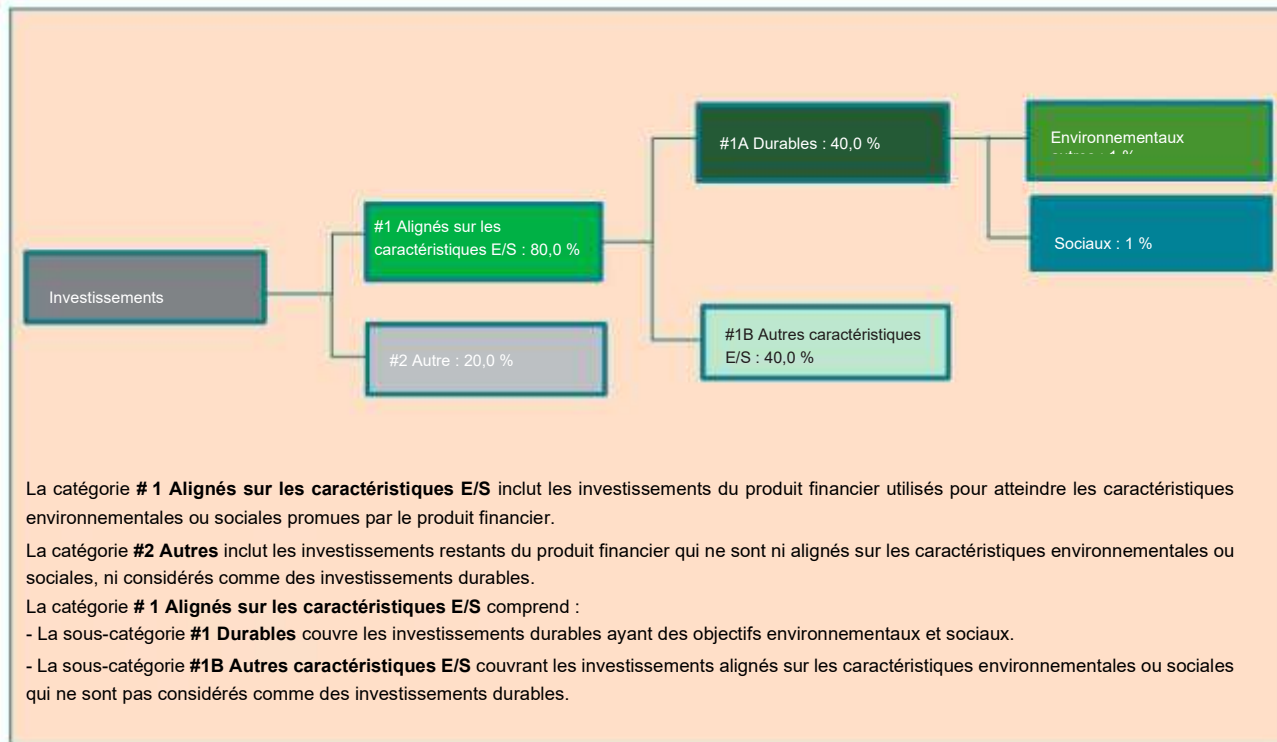 Investissements
#1 Alignés sur les
caractéristiques E/S : 80,0 %
#2 Autre : 20,0 %
#1A Durables : 40,0 %
#1B Autres caractéristiques
E/S : 40,0 %
Environnementaux
Sociaux : 1 %
La catégorie # 1 Alignés sur les caractéristiques E/S inclut les investissements du produit financier utilisés pour atteindre les caractéristiques
environnementales ou sociales promues par le produit financier.
La catégorie #2 Autres inclut les investissements restants du produit financier qui ne sont ni alignés sur les caractéristiques environnementales ou
sociales, ni considérés comme des investissements durables.
La catégorie # 1 Alignés sur les caractéristiques E/S comprend :
- La sous-catégorie #1 Durables couvre les investissements durables ayant des objectifs environnementaux et sociaux.
- La sous-catégorie #1B Autres caractéristiques E/S couvrant les investissements alignés sur les caractéristiques environnementales ou sociales
qui ne sont pas considérés comme des investissements durables.